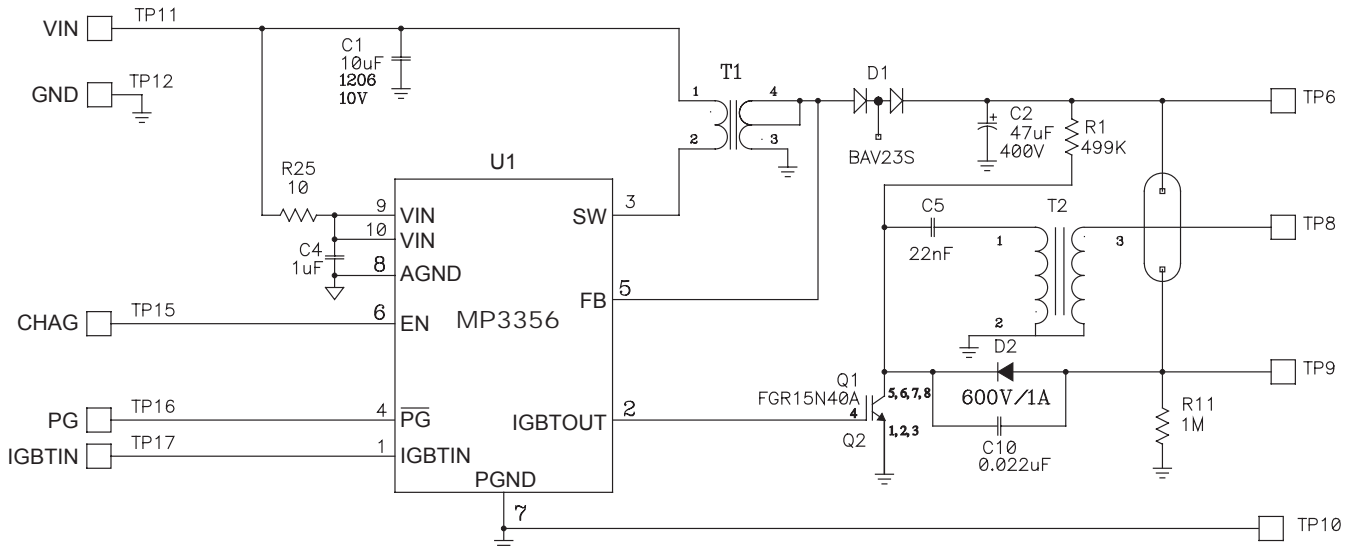 VIN
TP11
C1
10uF
1206
10V
GND
TP12
T1
1
4
2
3
D1
BAV23S
C2
+
47uF
400V
R1
499K
TP6
U1
R25
10
9
VIN
10
VIN
C4
1uF
8
AGND
SW
3
FB
5
MP3356
CHAG
TP15
6
EN
PG
TP16
4
PG
IGBTIN
TP17
1
IGBTIN
IGBTOUT
2
PGND
7
C5
22nF
T2
1
3
2
TP8
D2
600V/1A
TP9
Q1
FGR15N40A
5,6,7,8
4
1,2,3
Q2
C10
0.022uF
R11
1M
TP10